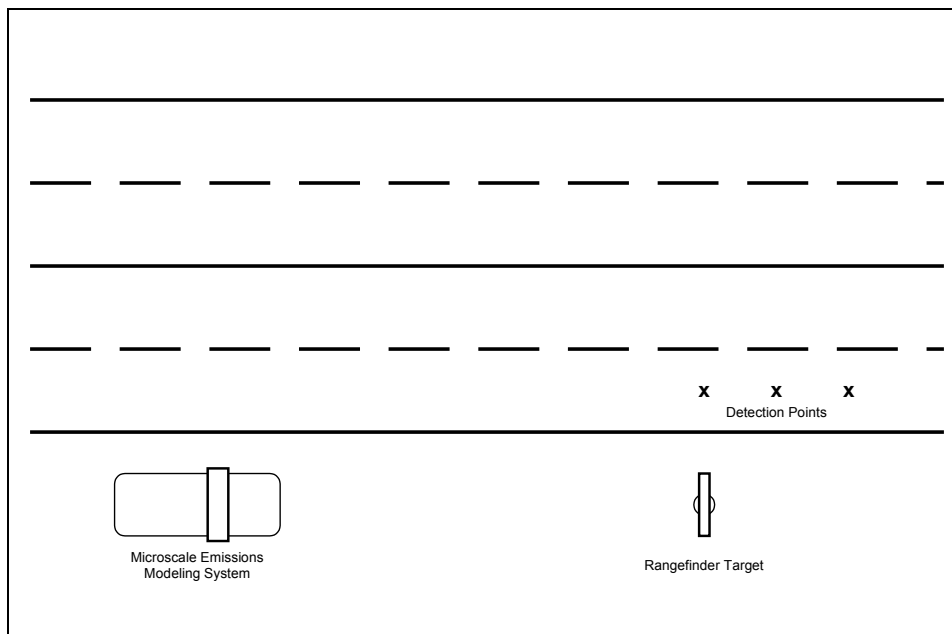 x x x
Detection Points
Microscale Emissions
Modeling System
Rangefinder Target